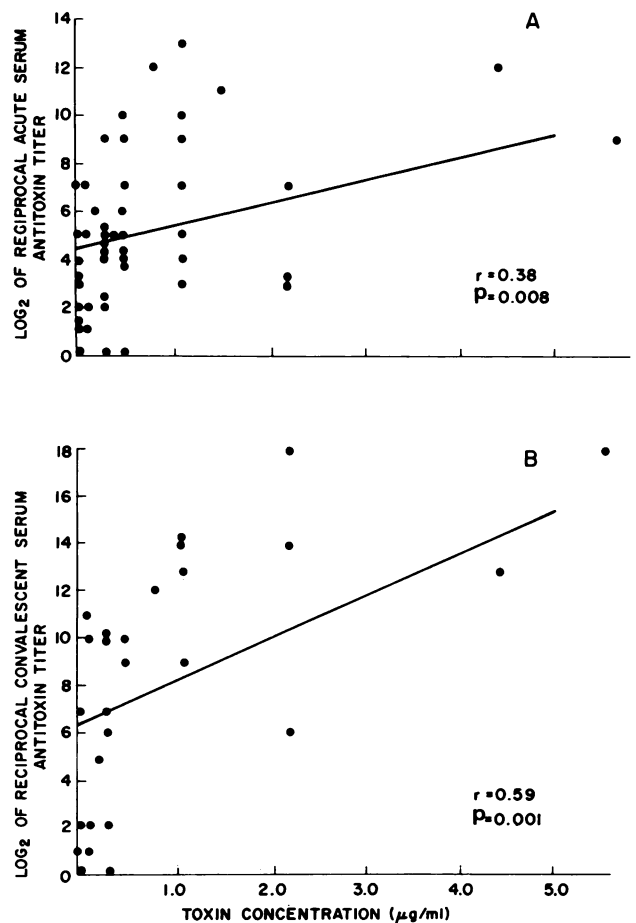 A
LOG2 OF RECIPROCAL ACUTE SERUM
ANTITOXIN TITER
14
12
10
8
6
4
2
0
r=0.38
p=0.008
B
LOG2 OF RECIPROCAL CONVALESCENT SERUM
ANTITOXIN TITER
18
16
14
12
10
8
6
4
2
0
r=0.59
p=0.001
1.0
2.0
3.0
4.0
5.0
TOXIN CONCENTRATION (μg/ml)